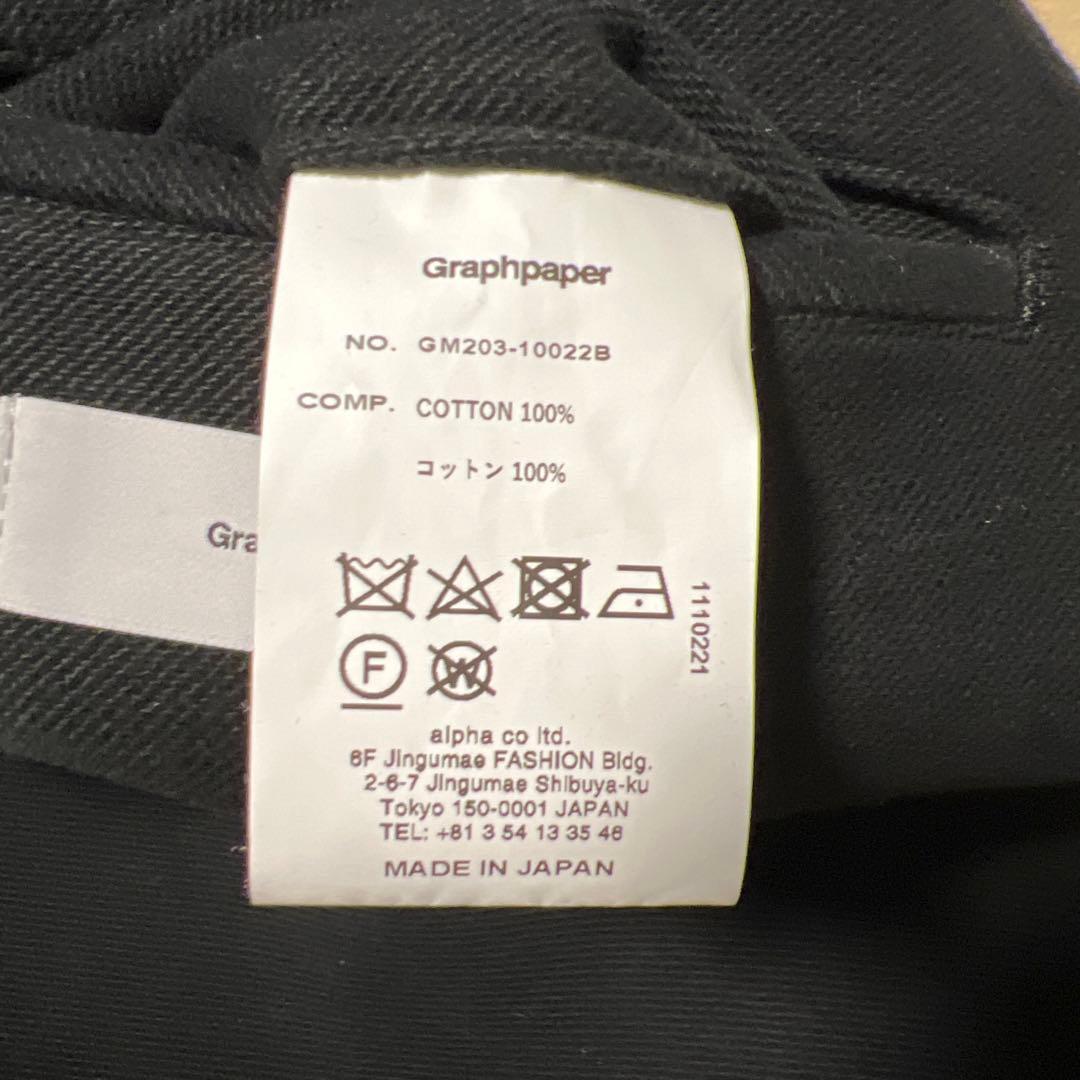 Graphpaper
NO. GM203-10022B
COMP. COTTON 100%
コットン 100%
Gra
1110221
F
W
alpha co ltd.
6F Jingumae FASHION Bldg.
2-6-7 Jingumae Shibuya-ku
Tokyo 150-0001 JAPAN
TEL: +81 3 54 13 35 46
MADE IN JAPAN